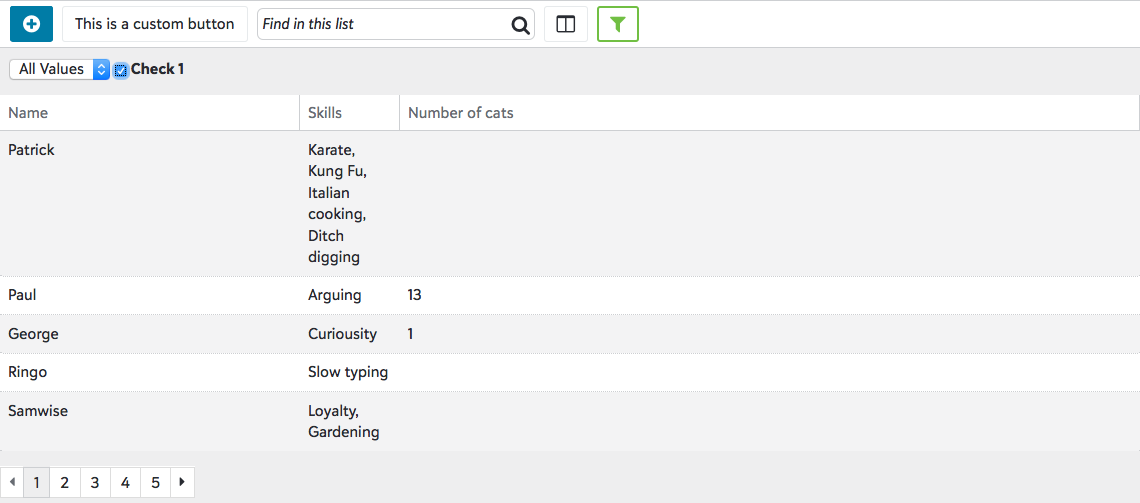 This is a custom button Find in this list
All Values Check 1
Name Skills Number of cats
Patrick Karate,
Kung Fu,
Italian
cooking,
Ditch
digging
Paul Arguing 13
George Curiousity 1
Ringo Slow typing
Samwise Loyalty,
Gardening
1 2 3 4 5